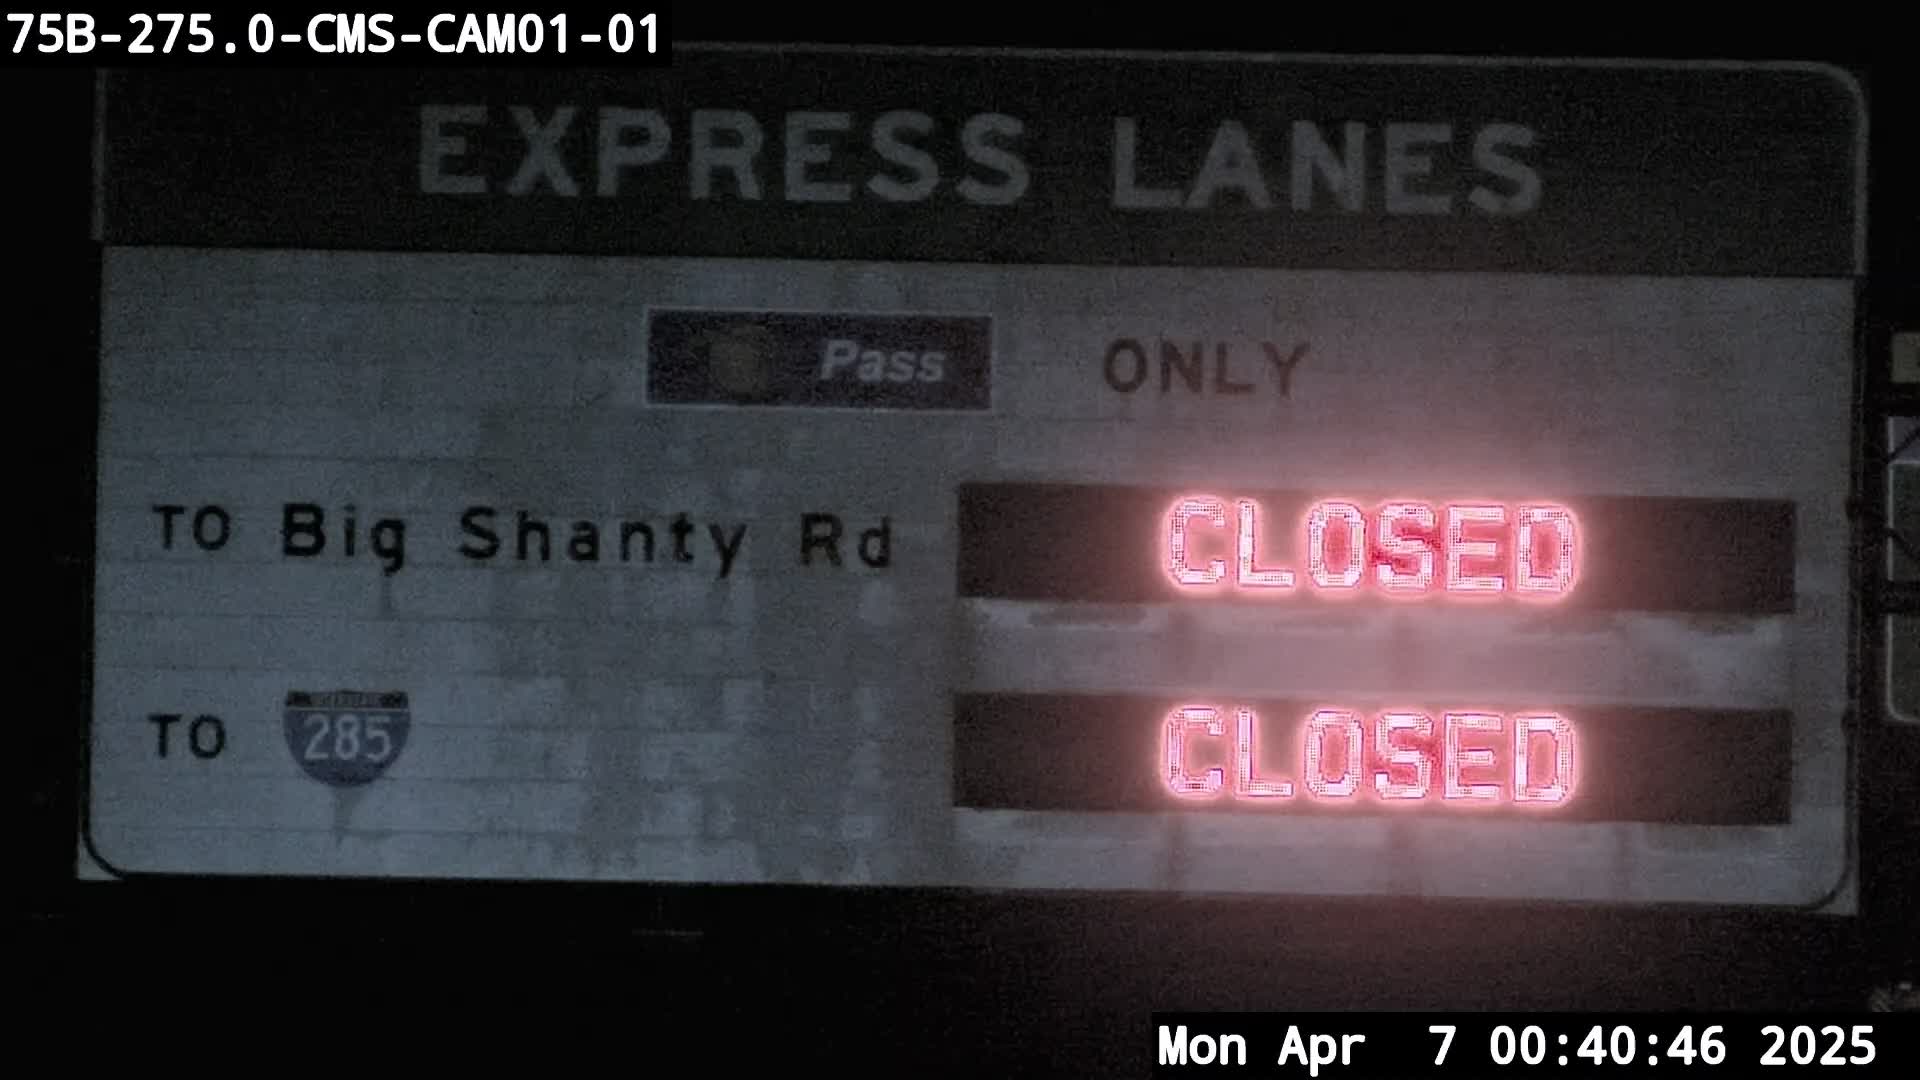 75B-275.0-CMS-CAM01-01
EXPRESS LANES
Pass ONLY
TO Big Shanty Rd CLOSED
TO 285 CLOSED
Mon Apr 7 00:40:46 2025